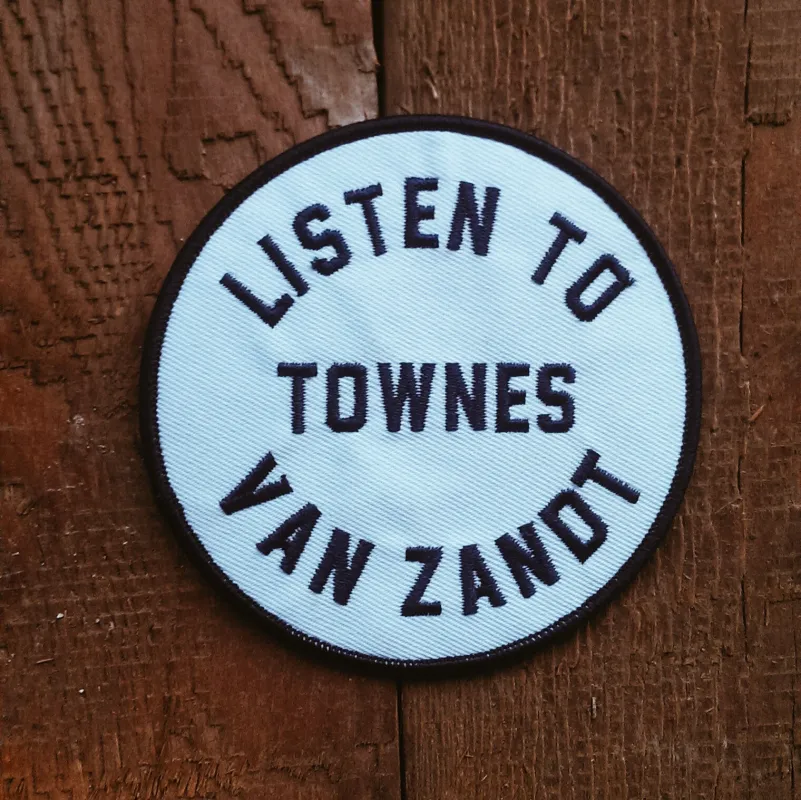 LISTEN TO
TOWNES
VAN ZANDT